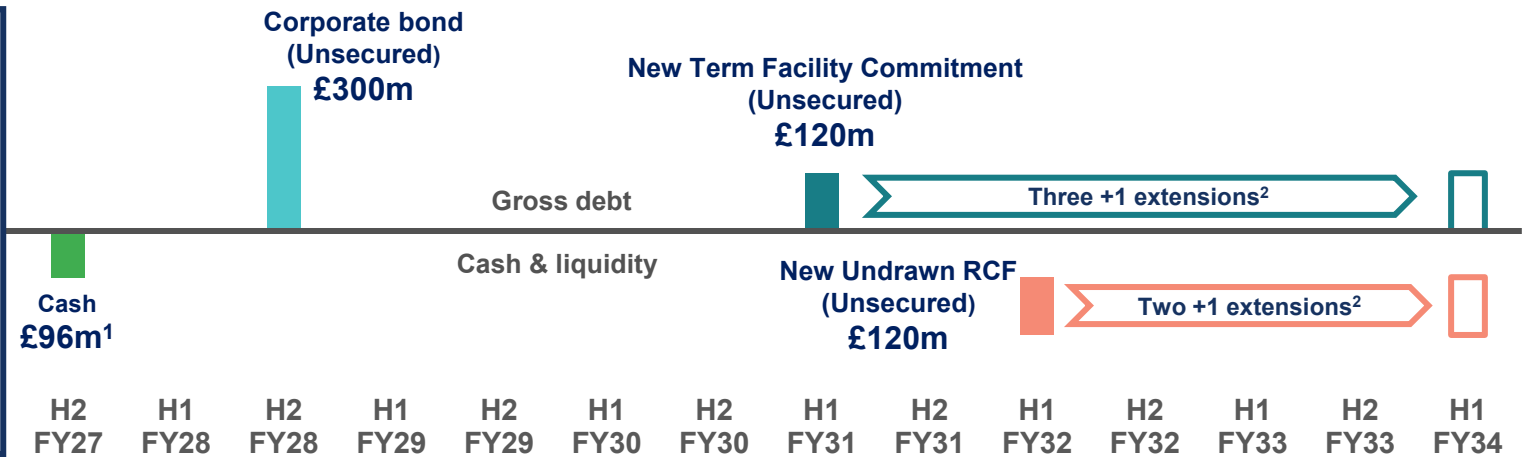 Corporate bond
(Unsecured)
£300m
New Term Facility Commitment
(Unsecured)
£120m
Gross debt
Three +1 extensions²
Cash & liquidity
New Undrawn RCF
(Unsecured)
£120m
Two +1 extensions²
Cash
£96m¹
H2 H1 H2 H1 H2 H1 H2 H1 H2 H1 H2 H1 H2 H1
FY27 FY28 FY28 FY29 FY29 FY30 FY30 FY31 FY31 FY32 FY32 FY33 FY33 FY34